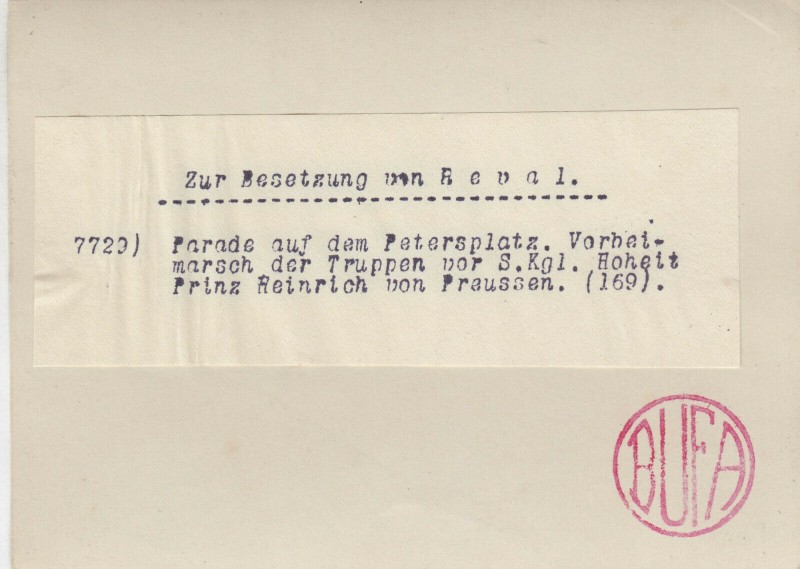 Zur Besetzung von R e v a l.
7729) Parade auf dem Petersplatz. Vorbei-
marsch der Truppen vor S.Kgl. Hoheit
Prinz Heinrich von Preussen. (169).
BUFA